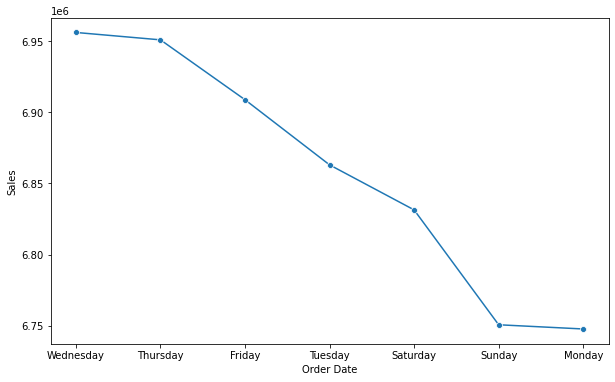 1e6
6.95
6.90
6.85
6.80
6.75
Sales
Wednesday Thursday Friday Tuesday Saturday Sunday Monday
Order Date